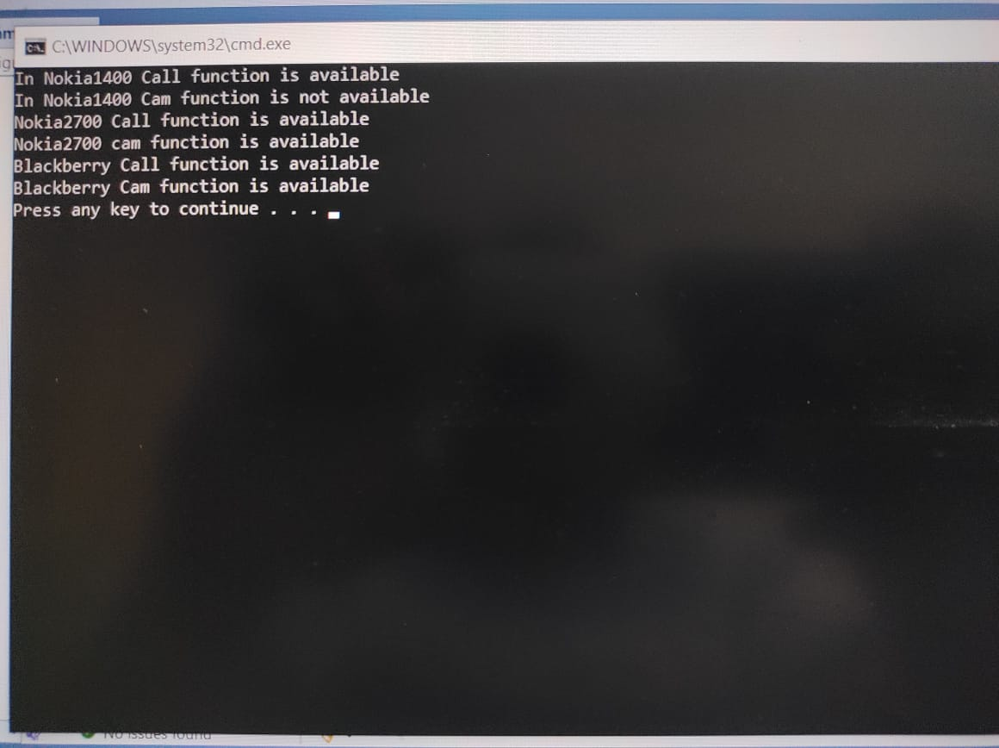 C:\WINDOWS\system32\cmd.exe
In Nokia1400 Call function is available
In Nokia1400 Cam function is not available
Nokia2700 Call function is available
Nokia2700 cam function is available
Blackberry Call function is available
Blackberry Cam function is available
Press any key to continue . . .
No issues found